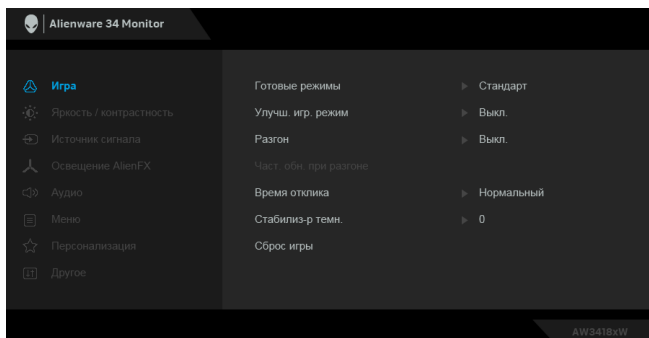 Alienware 34 Monitor
Игра
Готовые режимы
Стандарт
Яркость / контрастность
Улучш. игр. режим
Выкл.
Источник сигнала
Разгон
Выкл.
Освещение AlienFX
Част. обн. при разгоне
Аудио
Время отклика
Нормальный
Меню
Стабилиз-р темн.
0
Персонализация
Сброс игры
Другое
AW3418xW